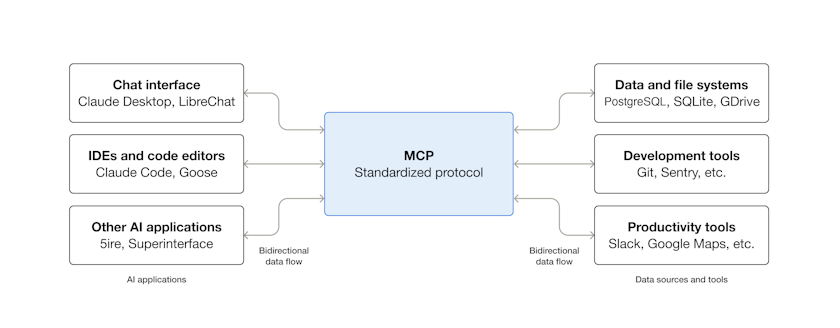 Chat interface
Claude Desktop, LibreChat
IDEs and code editors
Claude Code, Goose
Other AI applications
5ire, Superinterface
AI applications
Bidirectional
data flow
MCP
Standardized protocol
Bidirectional
data flow
Data and file systems
PostgreSQL, SQLite, GDrive
Development tools
Git, Sentry, etc.
Productivity tools
Slack, Google Maps, etc.
Data sources and tools